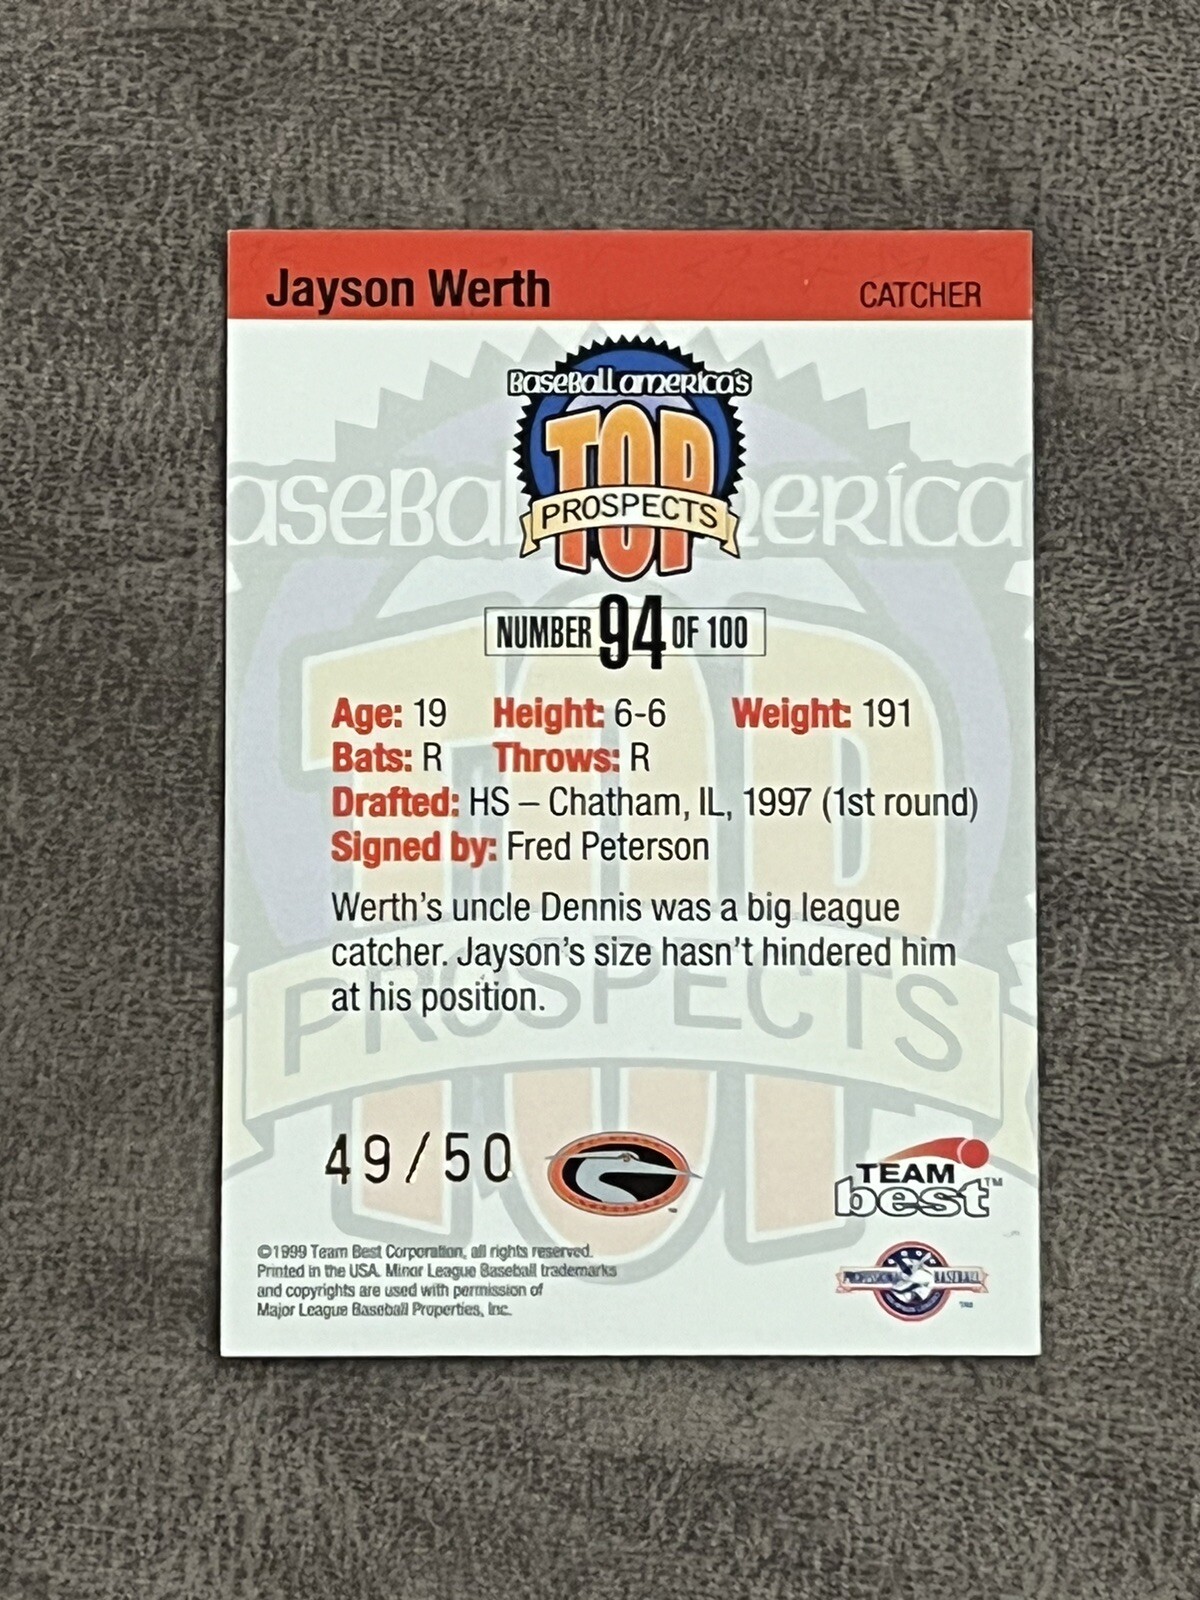 Jayson Werth CATCHER
Baseball america's
TOP
PROSPECTS
NUMBER 94 OF 100
Age: 19 Height: 6-6 Weight: 191
Bats: R Throws: R
Drafted: HS – Chatham, IL, 1997 (1st round)
Signed by: Fred Peterson
Werth's uncle Dennis was a big league
catcher. Jayson's size hasn't hindered him
at his position.
49/50
TEAM
best™
©1999 Team Best Corporation, all rights reserved.
Printed in the USA. Minor League Baseball trademarks
and copyrights are used with permission of
Major League Baseball Properties, Inc.
PROFESSIONAL BASEBALL